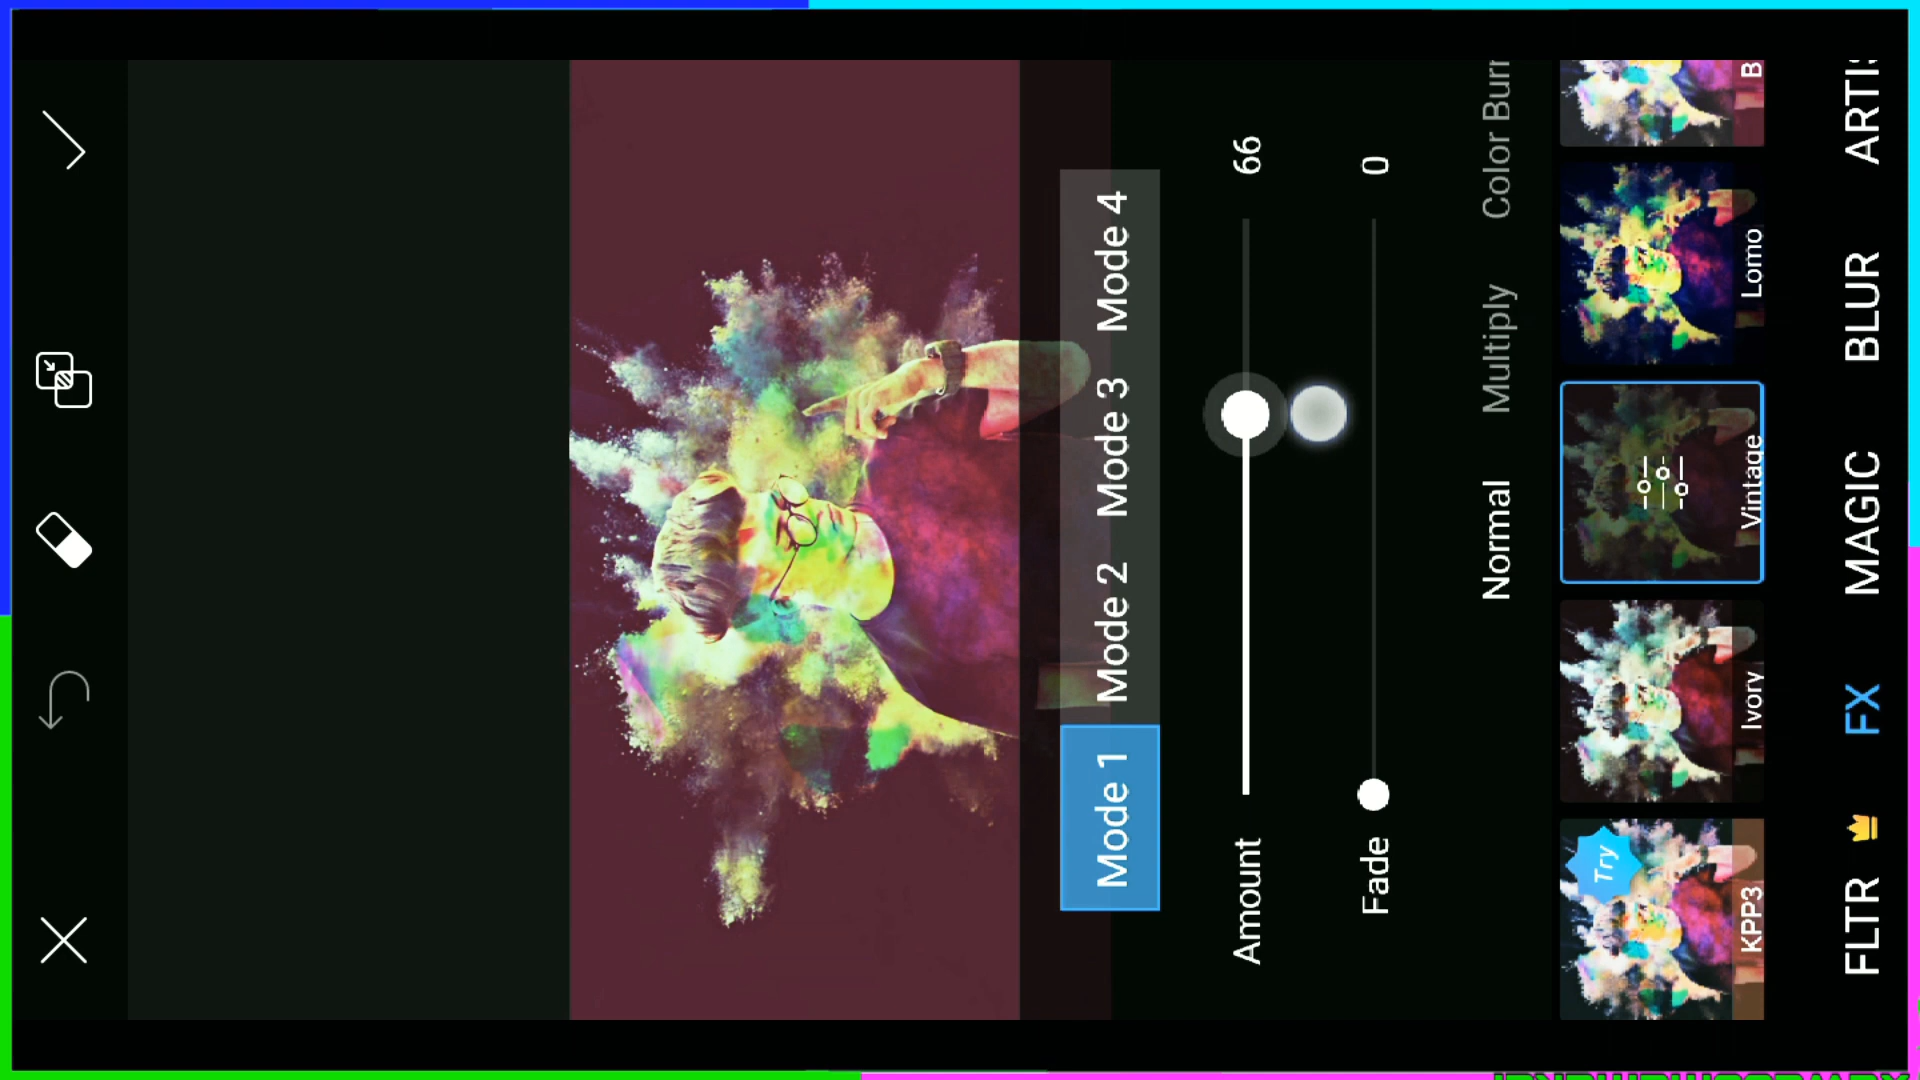 Mode 1 Mode 2 Mode 3 Mode 4
Amount 66
Fade 0
Normal Multiply Color Burn
Try
KPP3 Ivory Vintage Lomo B
FLTR FX MAGIC BLUR ARTI